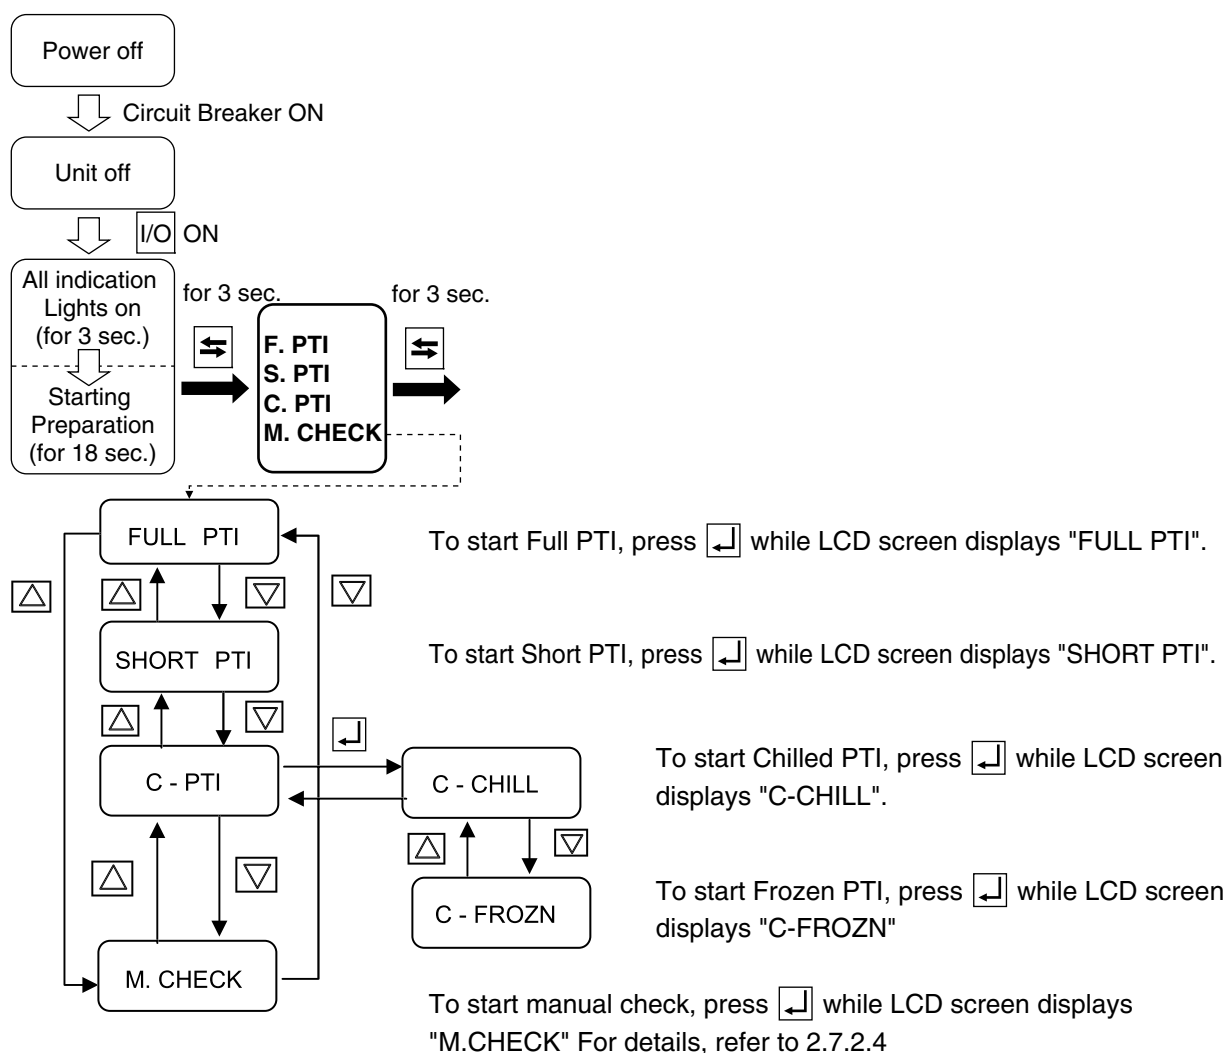 Power off
Circuit Breaker ON
Unit off
I/O ON
All indication
Lights on
(for 3 sec.)
Starting
Preparation
(for 18 sec.)
for 3 sec.
F. PTI
S. PTI
C. PTI
M. CHECK
for 3 sec.
FULL PTI
To start Full PTI, press while LCD screen displays "FULL PTI".
SHORT PTI
To start Short PTI, press while LCD screen displays "SHORT PTI".
C - PTI
C - CHILL
To start Chilled PTI, press while LCD screen
displays "C-CHILL".
C - FROZN
To start Frozen PTI, press while LCD screen
displays "C-FROZN"
M. CHECK
To start manual check, press while LCD screen displays
"M.CHECK" For details, refer to 2.7.2.4